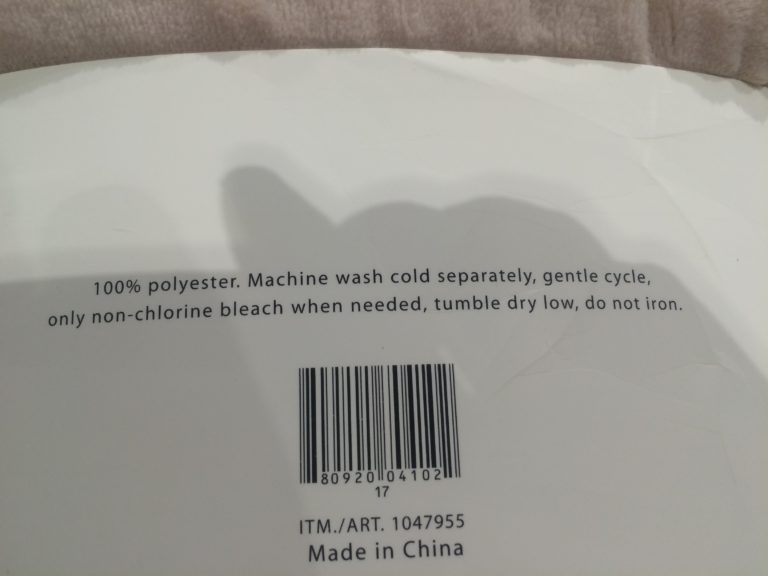 100% polyester. Machine wash cold separately, gentle cycle,
only non-chlorine bleach when needed, tumble dry low, do not iron.
80920 04102
17
ITM./ART. 1047955
Made in China